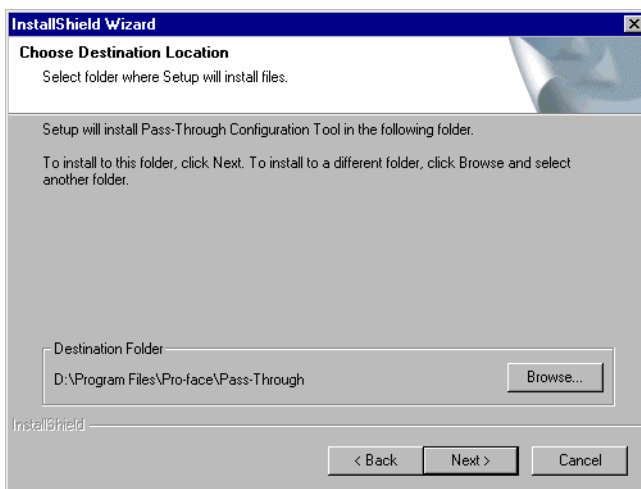 InstallShield Wizard
Choose Destination Location
Select folder where Setup will install files.
Setup will install Pass-Through Configuration Tool in the following folder.
To install to this folder, click Next. To install to a different folder, click Browse and select
another folder.
Destination Folder
D:\Program Files\Pro-face\Pass-Through
Browse...
InstallShield
< Back
Next >
Cancel